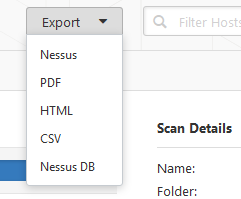 Export
Filter Hosts
Nessus
PDF
HTML
CSV
Nessus DB
Scan Details
Name:
Folder: